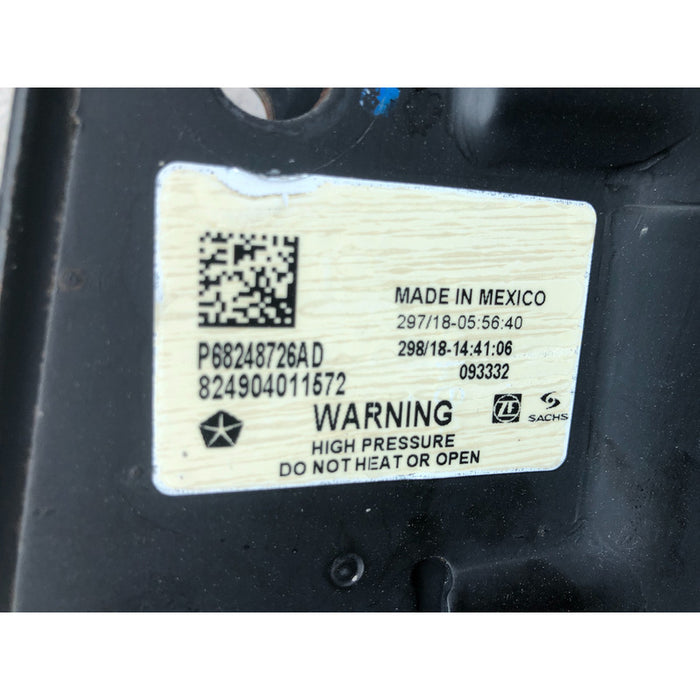 MADE IN MEXICO
297/18-05:56:40
P68248726AD
298/18-14:41:06
824904011572
093332
WARNING
ZF
SACHS
HIGH PRESSURE
DO NOT HEAT OR OPEN